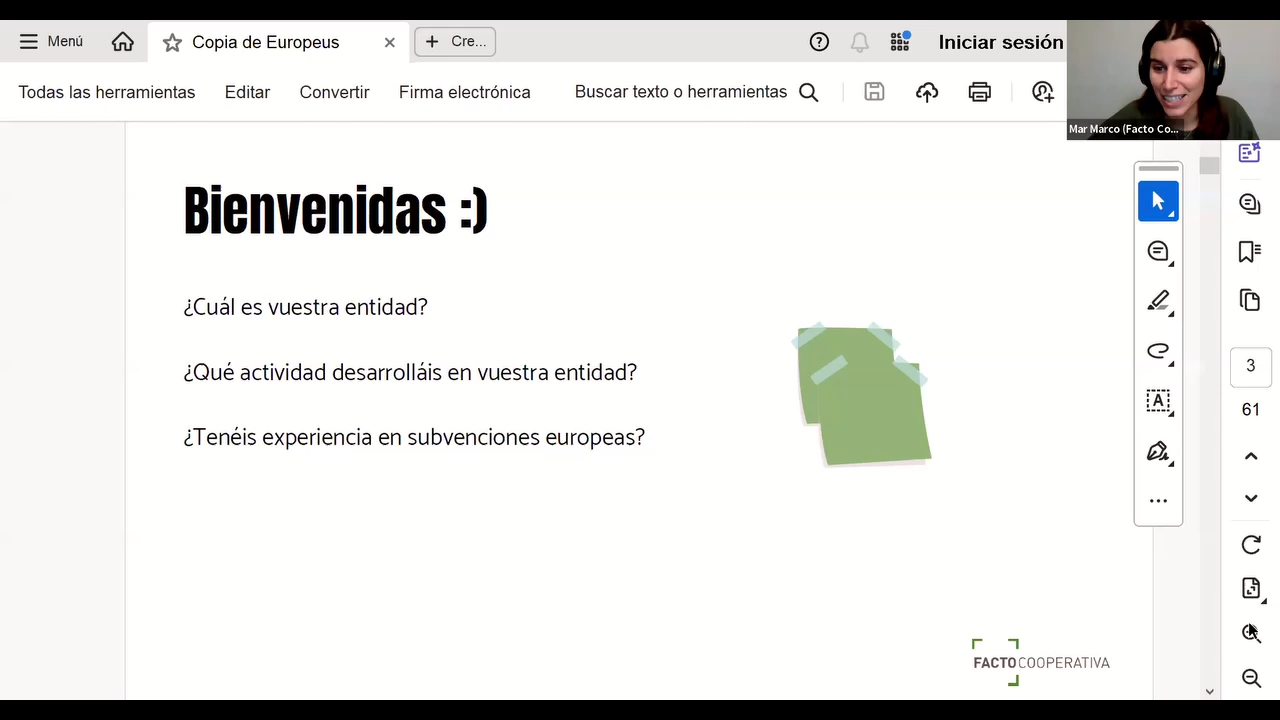 Menú
Copia de Europeus
Cre...
Iniciar sesión
Todas las herramientas
Editar
Convertir
Firma electrónica
Buscar texto o herramientas
Mar Marco (Facto Co...
Bienvenidas :)
¿Cuál es vuestra entidad?
¿Qué actividad desarrolláis en vuestra entidad?
¿Tenéis experiencia en subvenciones europeas?
A
3
61
FACTOCOOPERATIVA